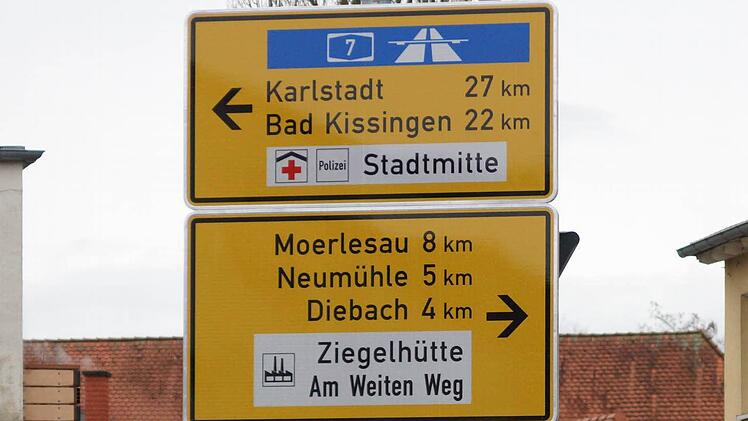 7
Karlstadt 27 km
Bad Kissingen 22 km
Polizei Stadtmitte
Moerlesau 8 km
Neumühle 5 km
Diebach 4 km
Ziegelhütte
Am Weiten Weg